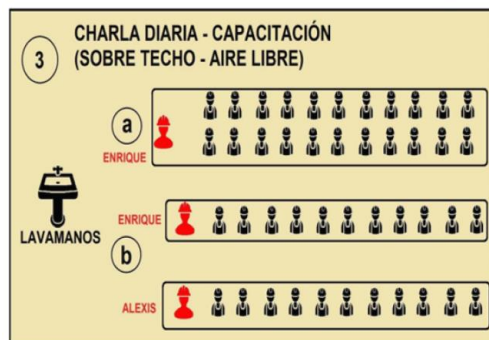 3
CHARLA DIARIA - CAPACITACIÓN
(SOBRE TECHO - AIRE LIBRE)
a
ENRIQUE
ENRIQUE
LAVAMANOS
b
ALEXIS